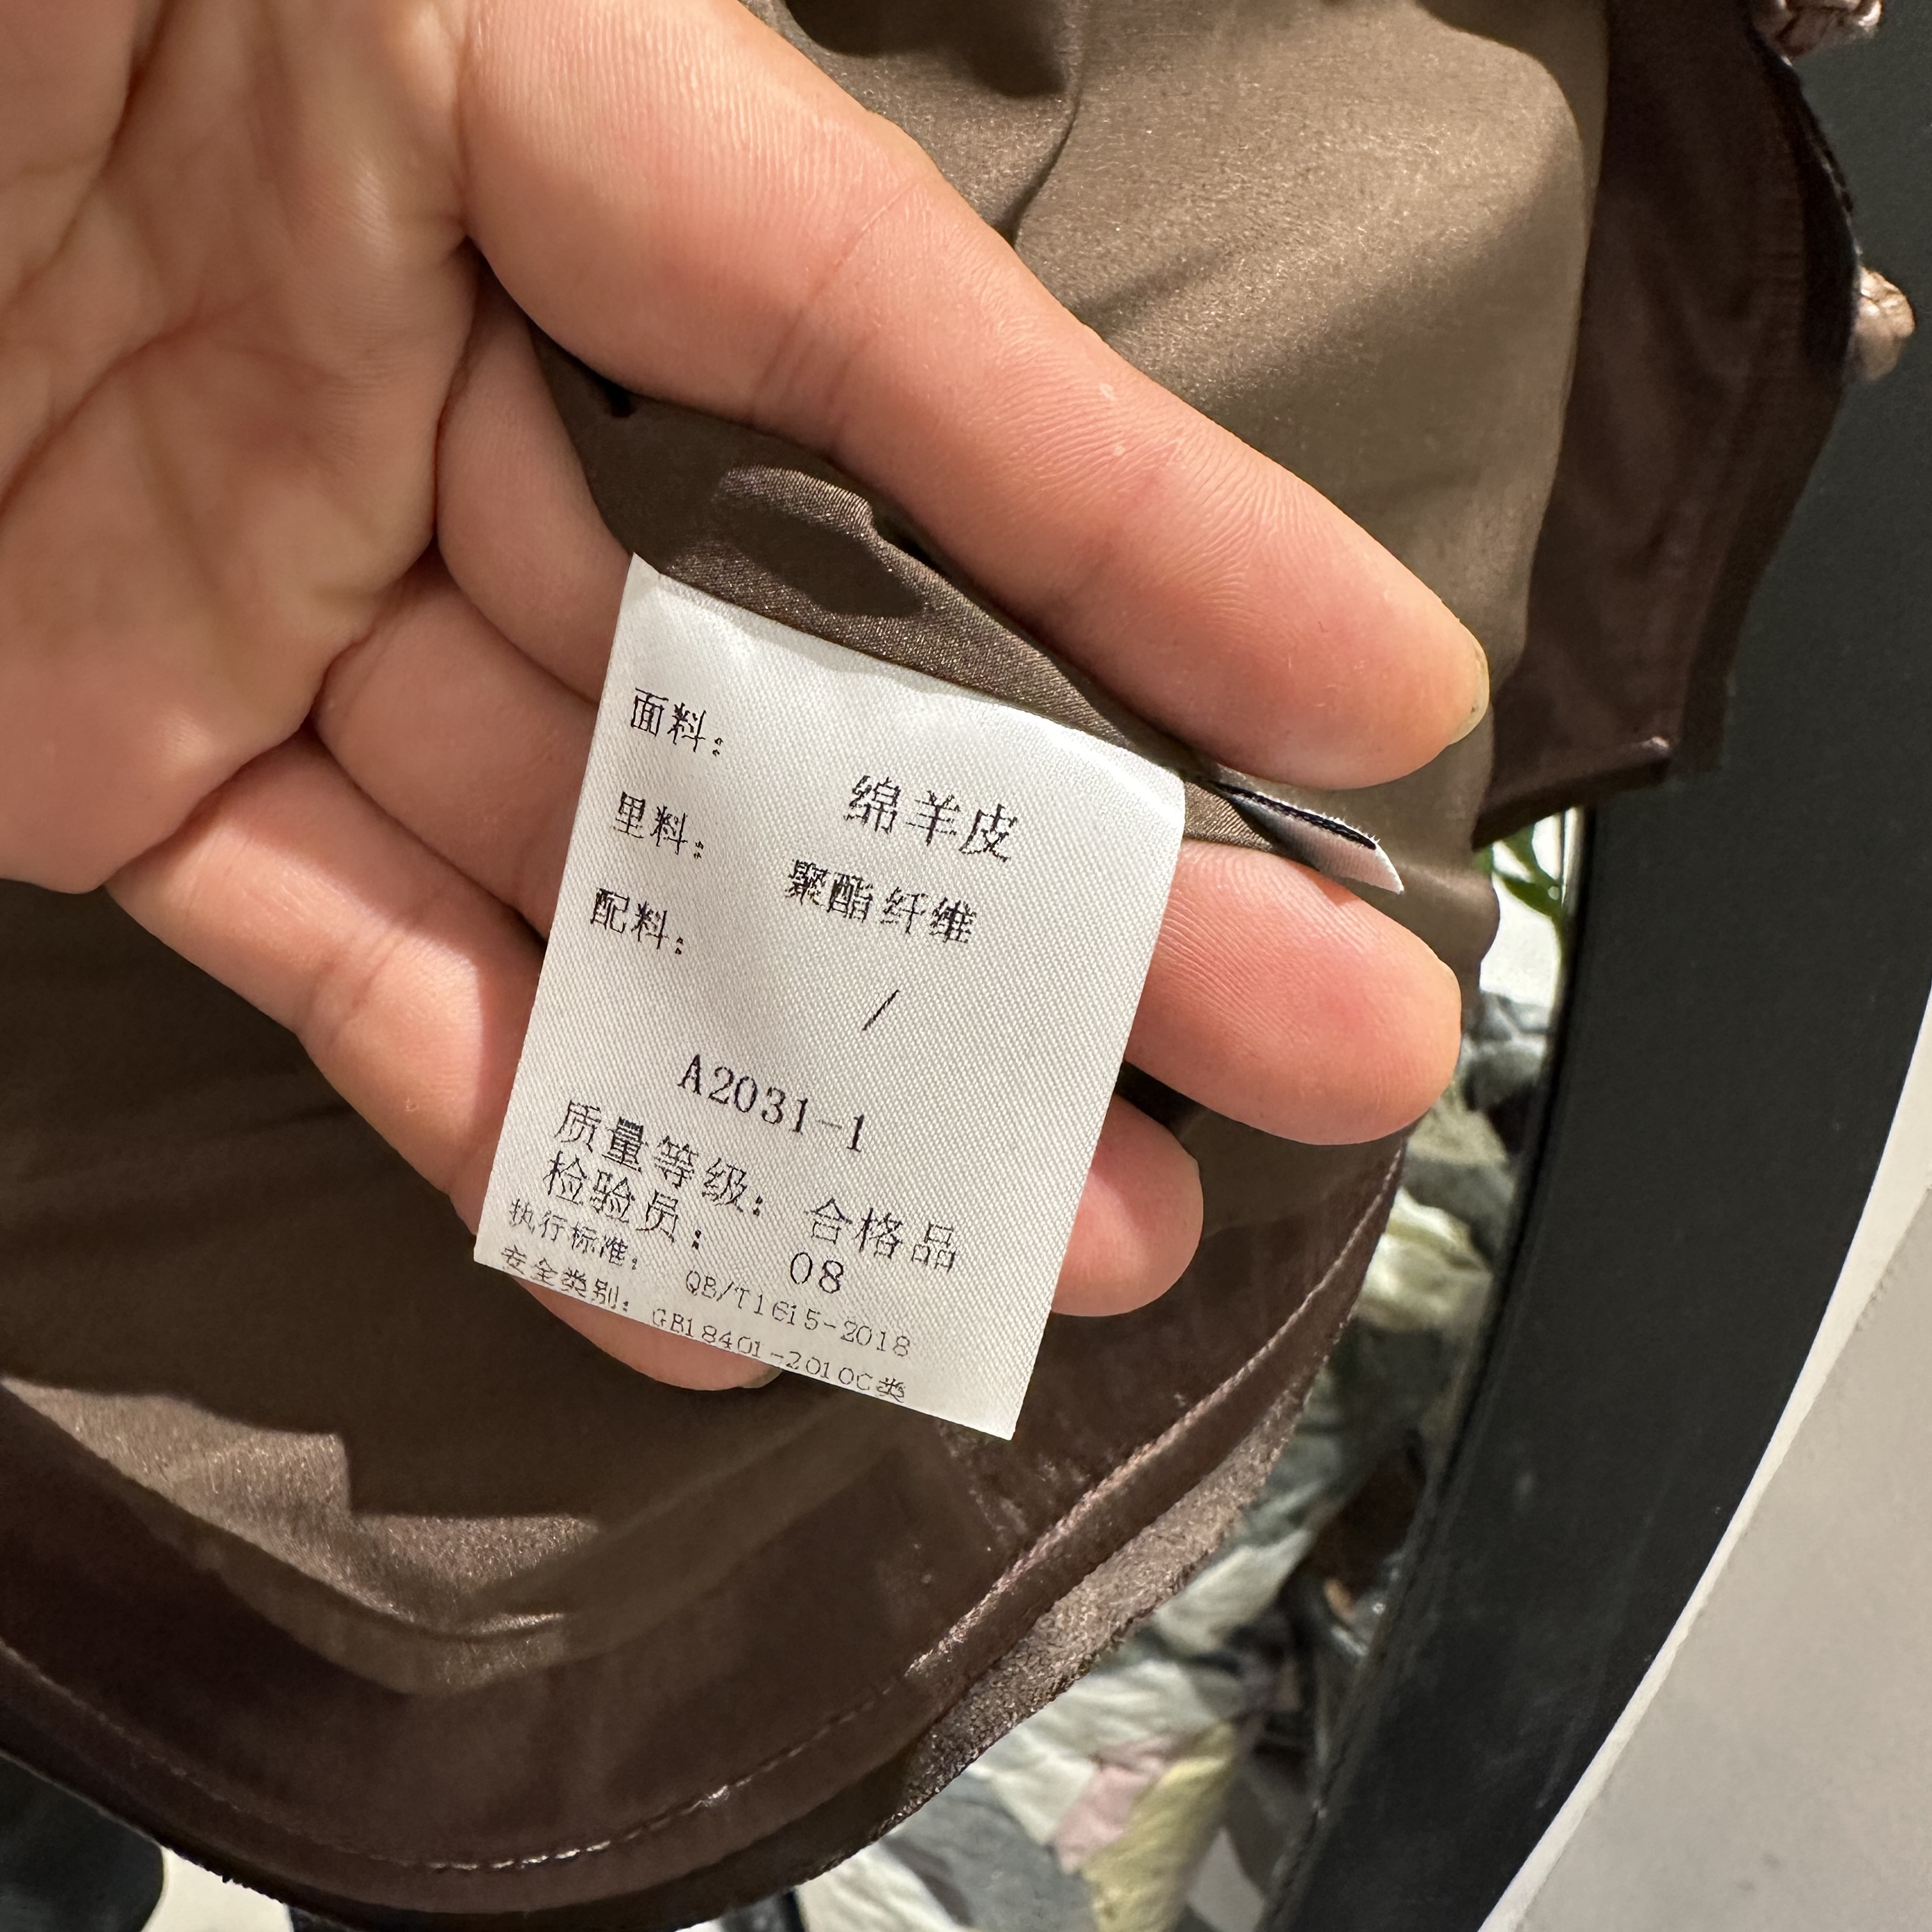 面料：
绵羊皮
里料：
聚酯纤维
配料：
/
A2031-1
质量等级：合格品
检验员：08
执行标准：QB/T1615-2018
安全类别：GB18401-2010C类